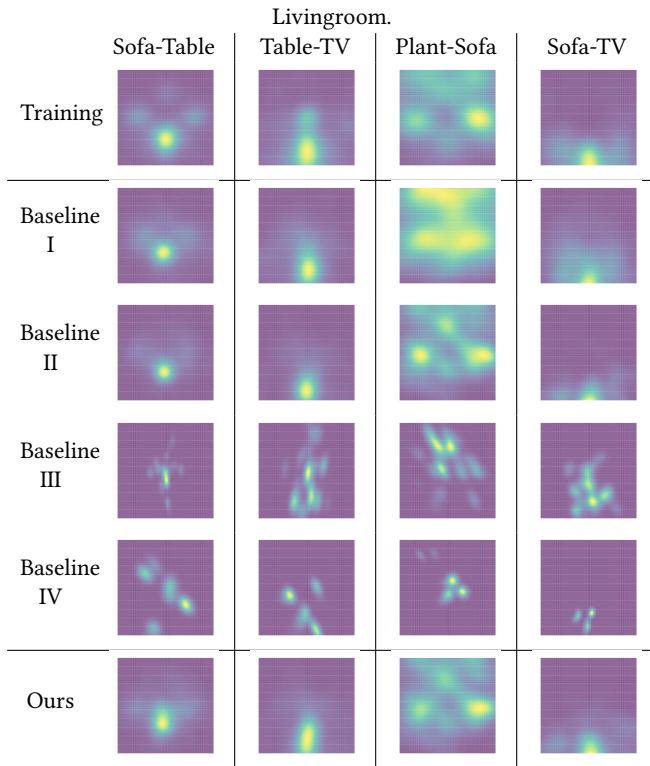 Livingroom.
Sofa-Table Table-TV Plant-Sofa Sofa-TV
Training
Baseline
I
Baseline
II
Baseline
III
Baseline
IV
Ours